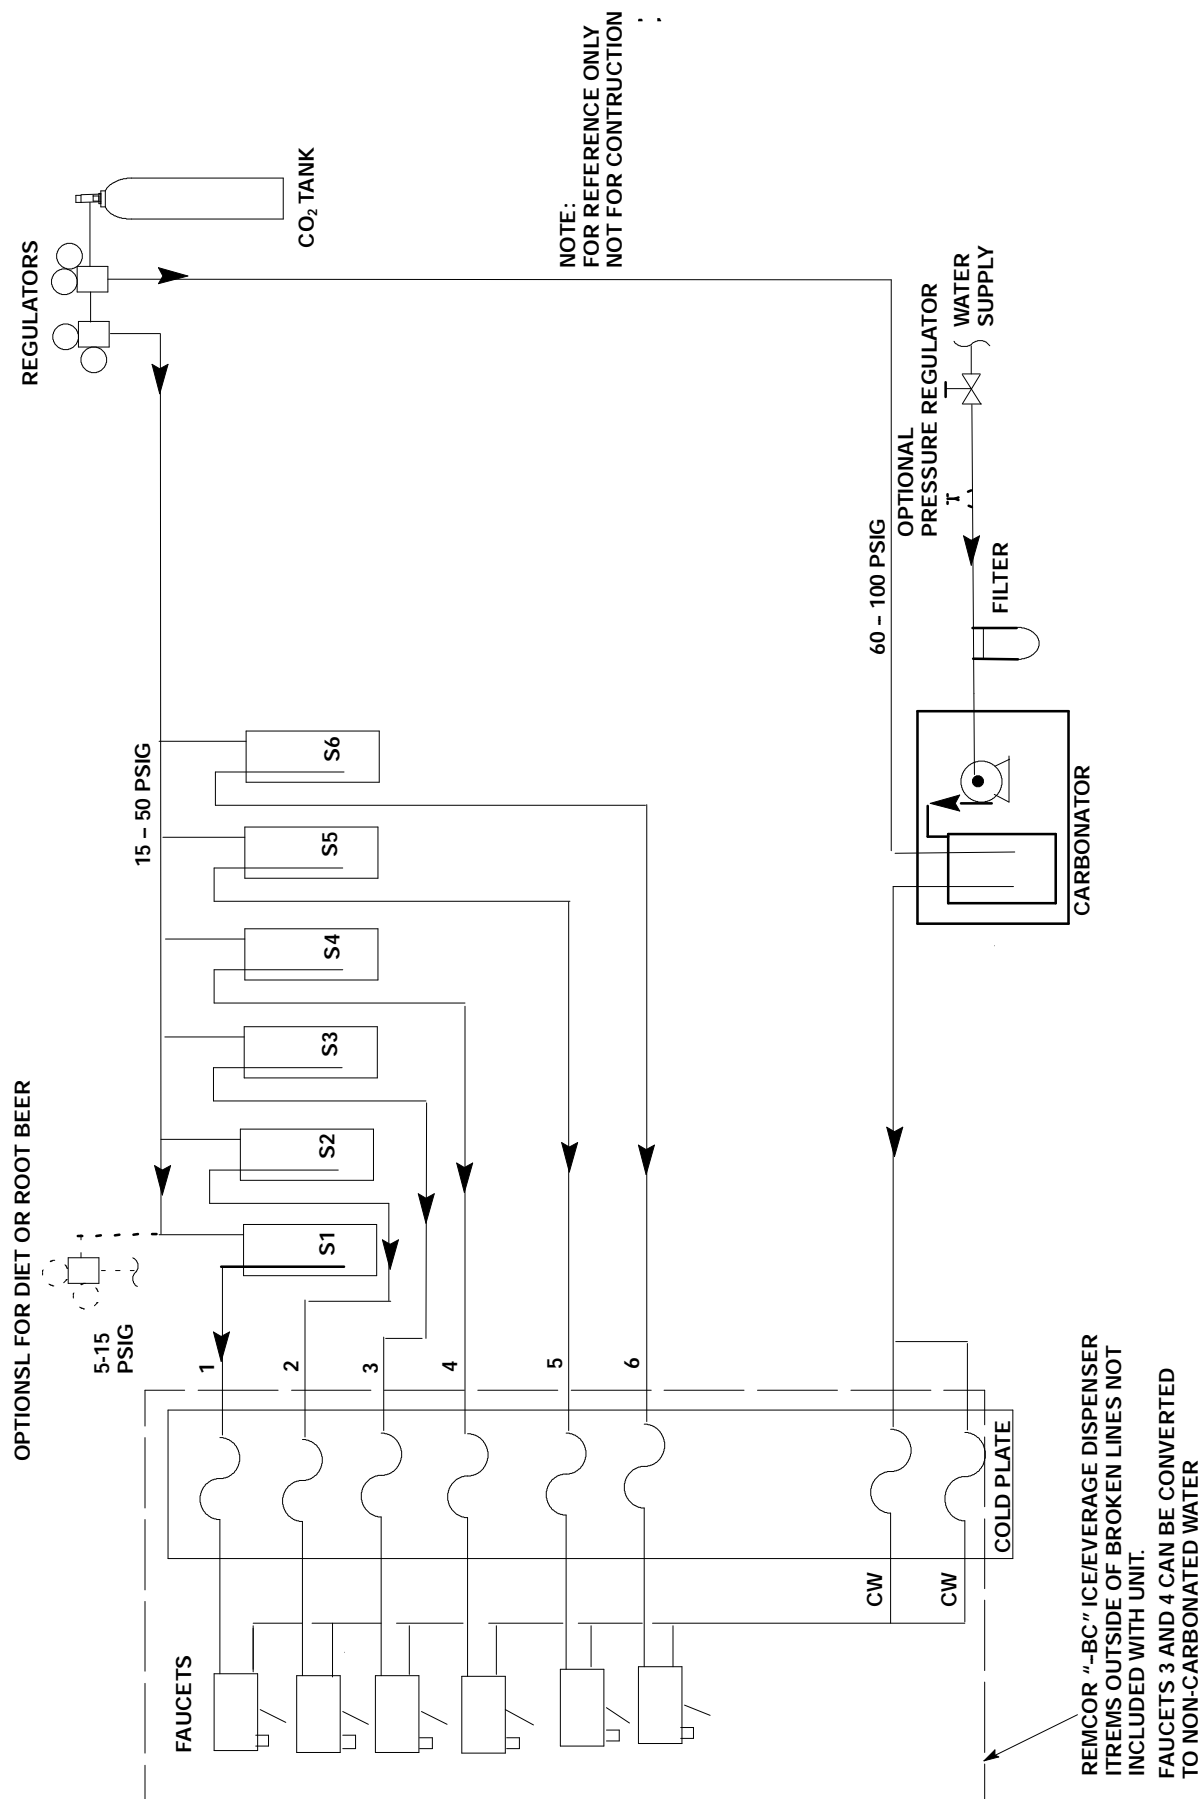 OPTIONSL FOR DIET OR ROOT BEER
REGULATORS
5-15
PSIG
15 – 50 PSIG
CO₂ TANK
S1
S2
S3
S4
S5
S6
1
2
3
4
5
6
FAUCETS
NOTE:
FOR REFERENCE ONLY
NOT FOR CONTRUCTION
60 – 100 PSIG
OPTIONAL
PRESSURE REGULATOR
WATER
SUPPLY
T
FILTER
CARBONATOR
CW
CW
COLD PLATE
REMCOR “–BC” ICE/EVERAGE DISPENSER
ITREMS OUTSIDE OF BROKEN LINES NOT
INCLUDED WITH UNIT.
FAUCETS 3 AND 4 CAN BE CONVERTED
TO NON-CARBONATED WATER